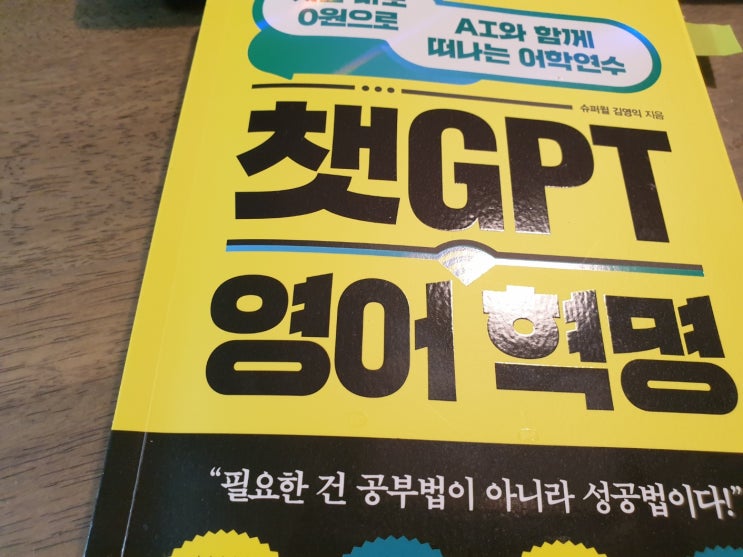 0원으로
AI와 함께
떠나는 어학연수
슈퍼윌 김영익 지음
챗GPT
영어 혁명
“필요한 건 공부법이 아니라 성공법이다!”